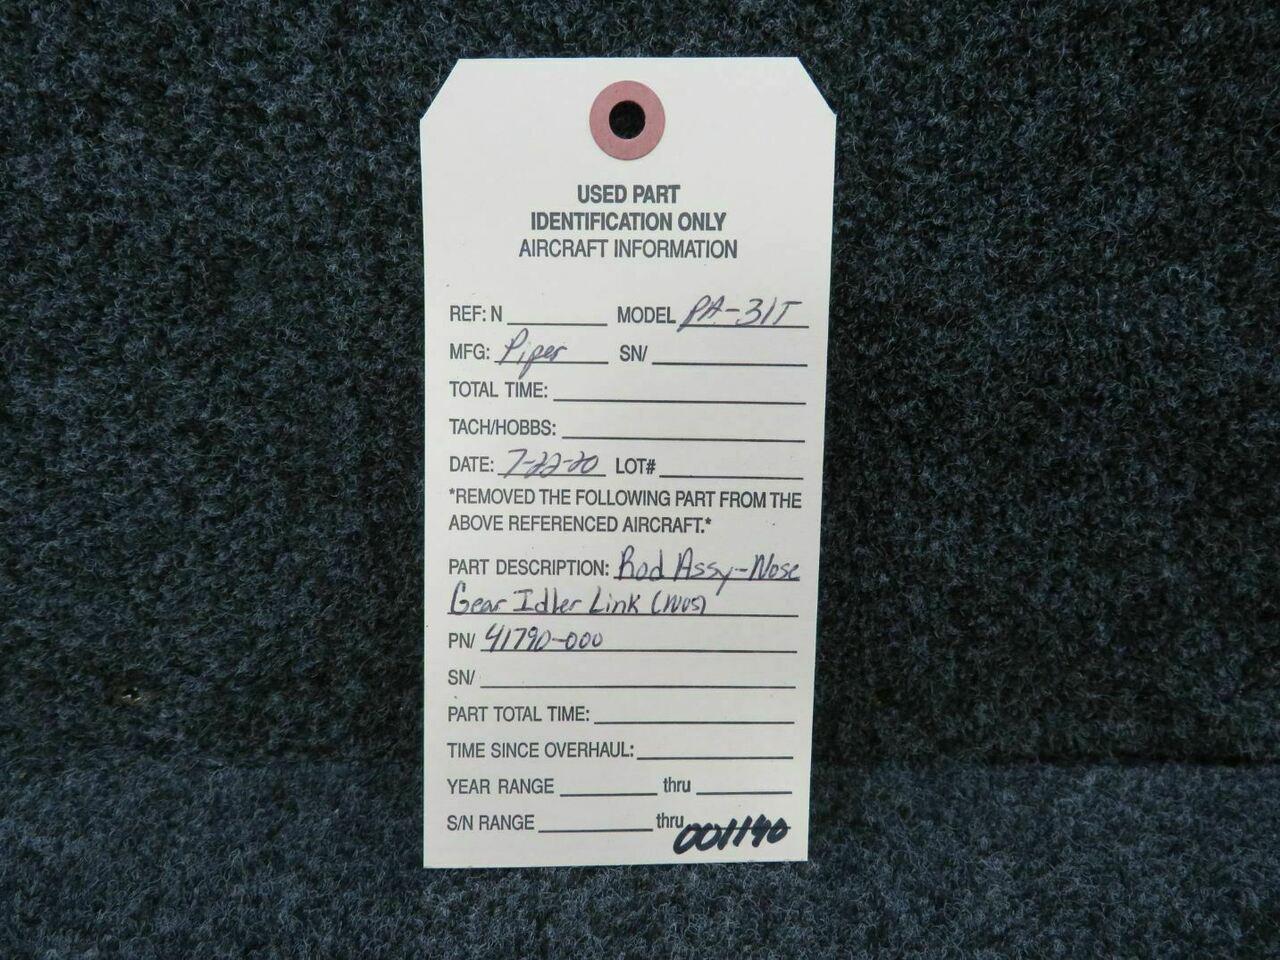 USED PART
IDENTIFICATION ONLY
AIRCRAFT INFORMATION
REF: N MODEL PA-31T
MFG: Piper SN/
TOTAL TIME:
TACH/HOBBS:
DATE: 7-22-20 LOT#
*REMOVED THE FOLLOWING PART FROM THE
ABOVE REFERENCED AIRCRAFT.*
PART DESCRIPTION: Rod Assy-Nose
Gear Idler Link (NOS)
PN/ 41790-000
SN/
PART TOTAL TIME:
TIME SINCE OVERHAUL:
YEAR RANGE thru
S/N RANGE thru 001140